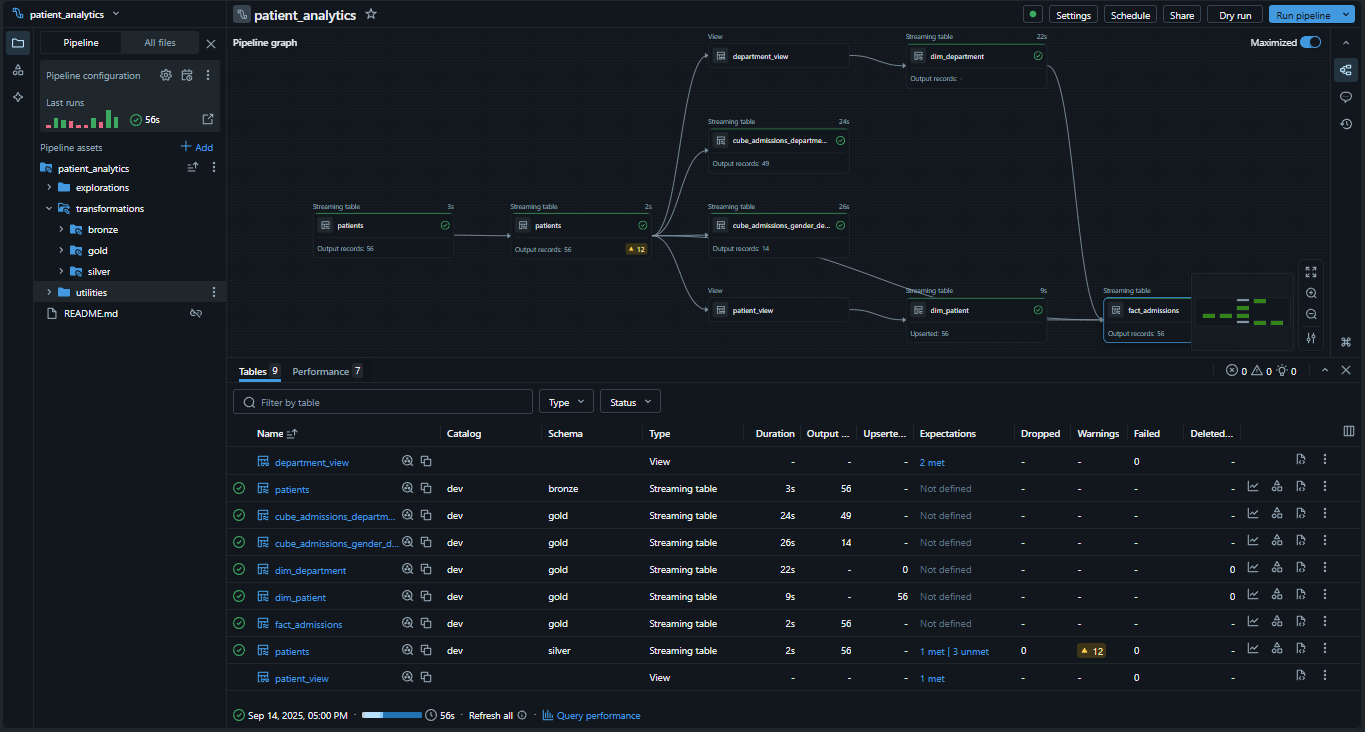 patient_analytics
patient_analytics
Settings
Schedule
Share
Dry run
Run pipeline
Pipeline
All files
Pipeline configuration
Last runs
56s
Pipeline assets
Add
patient_analytics
explorations
transformations
bronze
gold
silver
utilities
README.md
Pipeline graph
Maximized
View
department_view
Streaming table 22s
dim_department
Output records: -
Streaming table 24s
cube_admissions_departme...
Output records: 49
Streaming table 3s
patients
Output records: 56
Streaming table 2s
patients
Output records: 56
12
Streaming table 26s
cube_admissions_gender_de...
Output records: 14
View
patient_view
Streaming table 9s
dim_patient
Upserted: 56
Streaming table
fact_admissions
Output records: 56
Tables 9 Performance 7
0 0 0
Filter by table
Type
Status
Name Catalog Schema Type Duration Output ... Upserte... Expectations Dropped Warnings Failed Deleted...
department_view View - - - 2 met - - 0 -
patients dev bronze Streaming table 3s 56 - Not defined - - - -
cube_admissions_departm... dev gold Streaming table 24s 49 - Not defined - - - -
cube_admissions_gender_d... dev gold Streaming table 26s 14 - Not defined - - - -
dim_department dev gold Streaming table 22s - 0 Not defined - - - 0
dim_patient dev gold Streaming table 9s - 56 Not defined - - - 0
fact_admissions dev gold Streaming table 2s 56 - Not defined - - - -
patients dev silver Streaming table 2s 56 - 1 met | 3 unmet 0 12 0 -
patient_view View - - - 1 met - - 0 -
Sep 14, 2025, 05:00 PM · 56s · Refresh all · Query performance